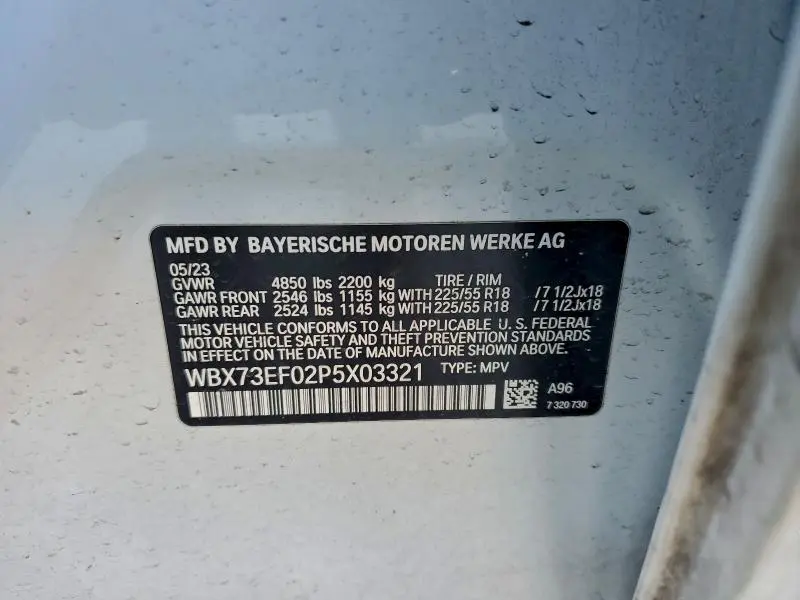 MFD BY BAYERISCHE MOTOREN WERKE AG
05/23
GVWR 4850 lbs 2200 kg TIRE / RIM
GAWR FRONT 2546 lbs 1155 kg WITH 225/55 R18 /7 1/2Jx18
GAWR REAR 2524 lbs 1145 kg WITH 225/55 R18 /7 1/2Jx18
THIS VEHICLE CONFORMS TO ALL APPLICABLE U. S. FEDERAL
MOTOR VEHICLE SAFETY AND THEFT PREVENTION STANDARDS
IN EFFECT ON THE DATE OF MANUFACTURE SHOWN ABOVE.
WBX73EF02P5X03321 TYPE: MPV
A96
7 320 730